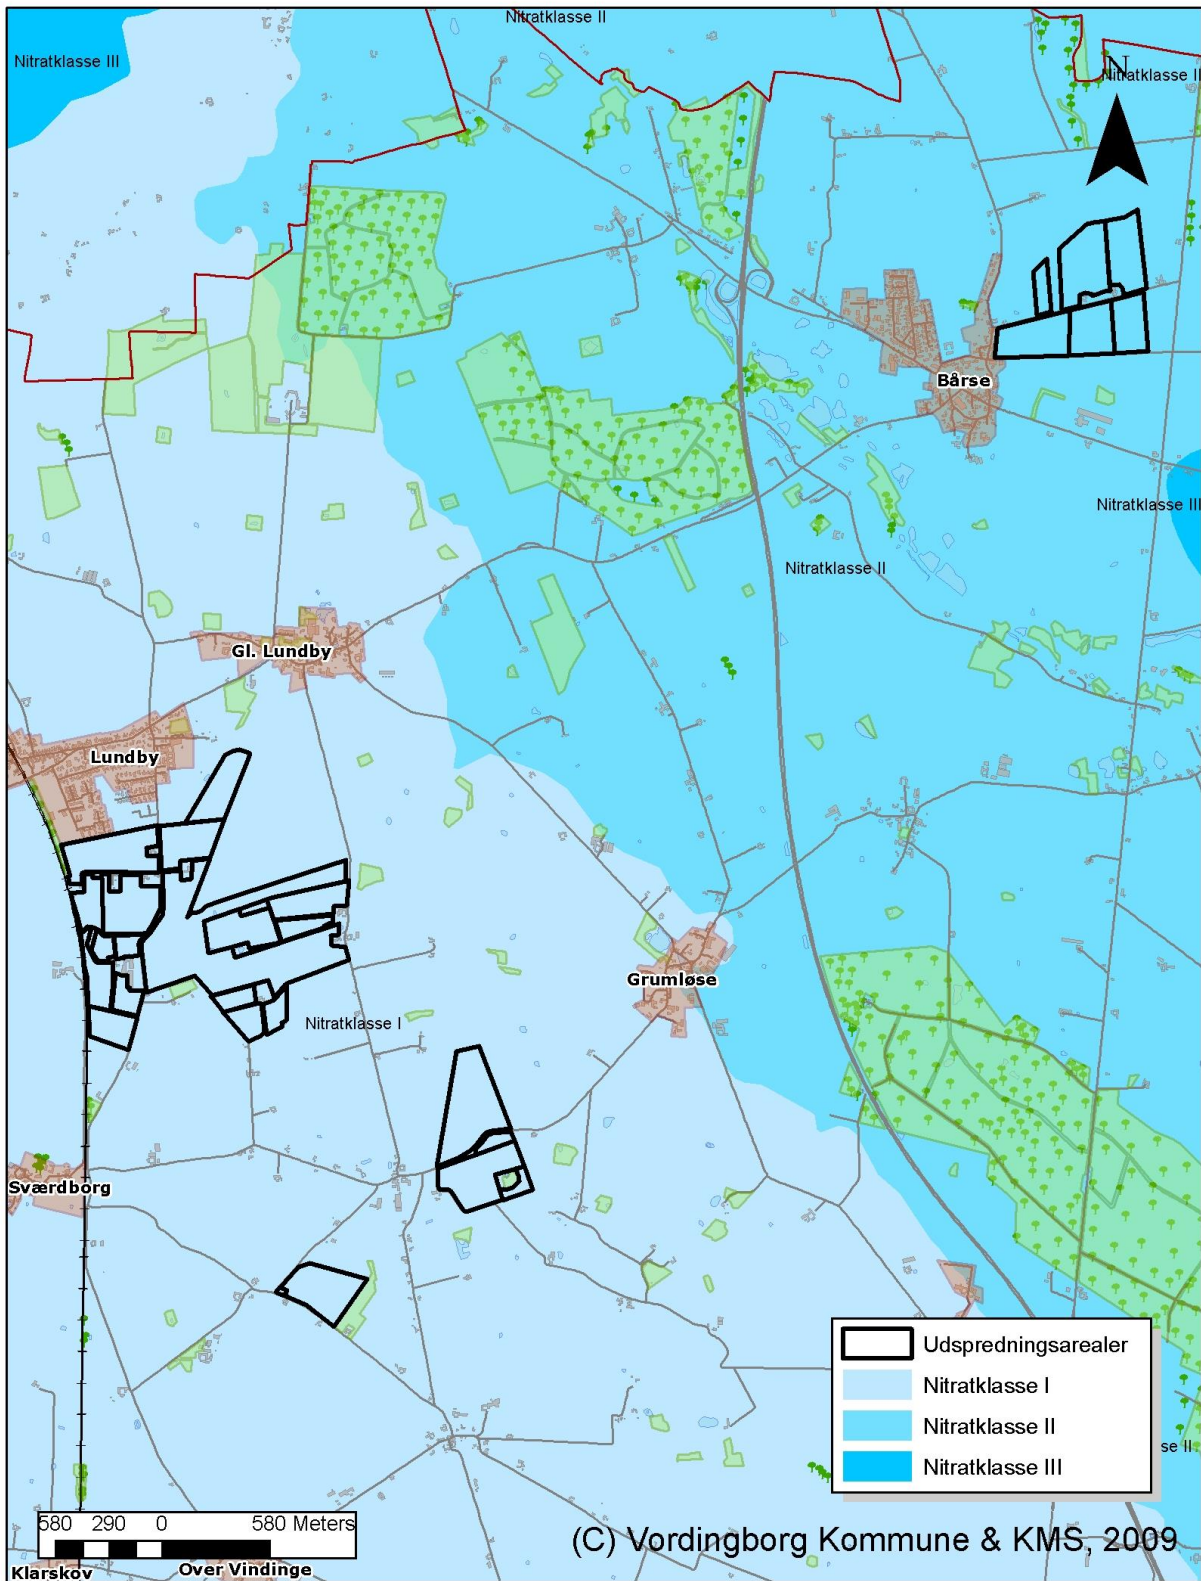 Nitratklasse II
Nitratklasse III
N
Nitratklasse II
Bårse
Nitratklasse III
Nitratklasse II
Gl. Lundby
Lundby
Grumløse
Nitratklasse I
Sværdborg
Udspredningsarealer
Nitratklasse I
Nitratklasse II
se II
Nitratklasse III
580 290 0 580 Meters
(C) Vordingborg Kommune & KMS, 2009
Klarskov
Over Vindinge